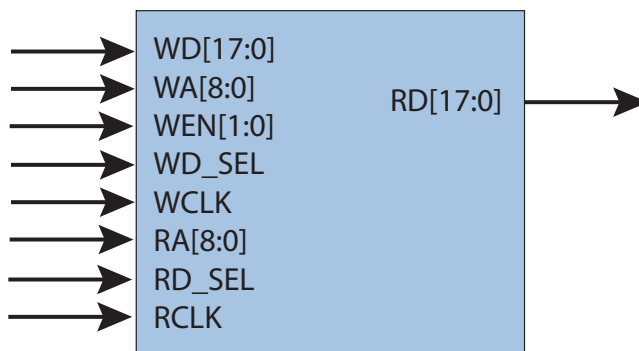 WD[17:0]
WA[8:0]
WEN[1:0]
WD_SEL
WCLK
RA[8:0]
RD_SEL
RCLK
RD[17:0]